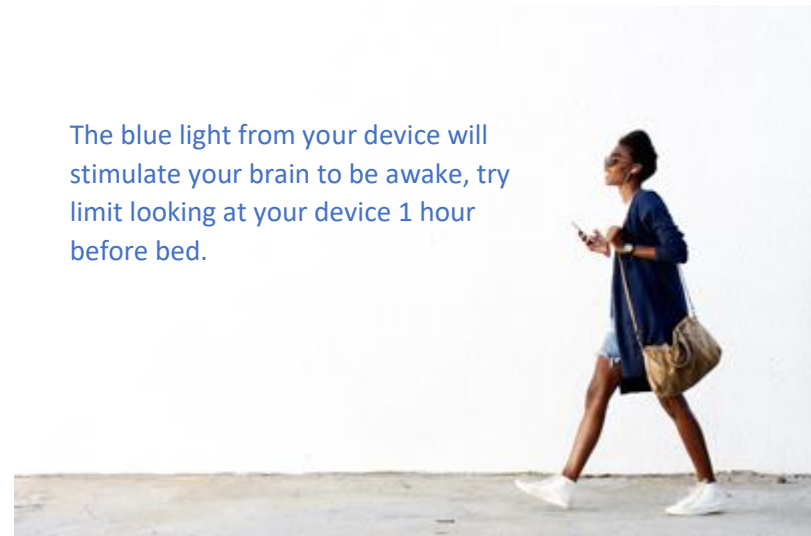 The blue light from your device will
stimulate your brain to be awake, try
limit looking at your device 1 hour
before bed.